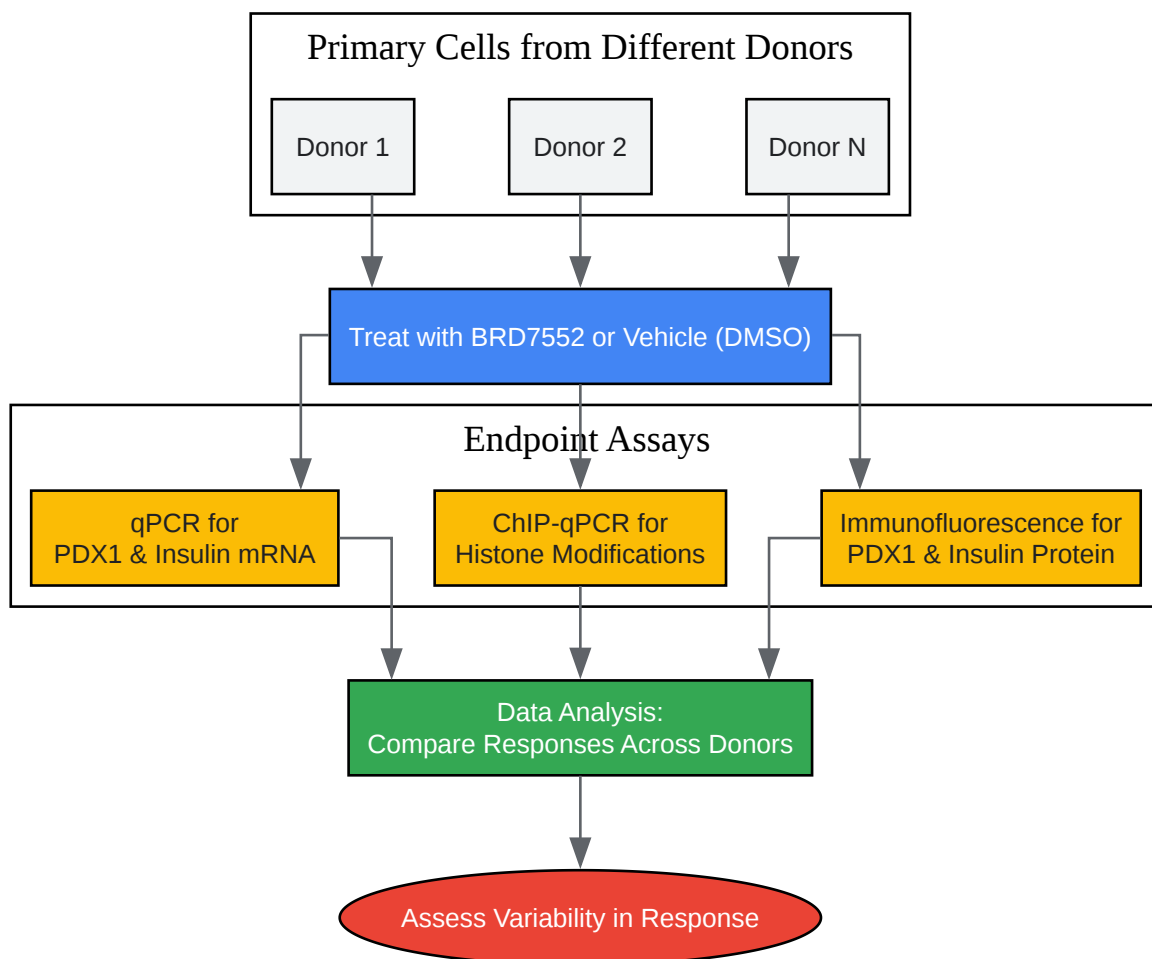 Primary Cells from Different Donors
Donor 1
Donor 2
Donor N
Treat with BRD7552 or Vehicle (DMSO)
Endpoint Assays
qPCR for
PDX1 & Insulin mRNA
ChIP-qPCR for
Histone Modifications
Immunofluorescence for
PDX1 & Insulin Protein
Data Analysis:
Compare Responses Across Donors
Assess Variability in Response